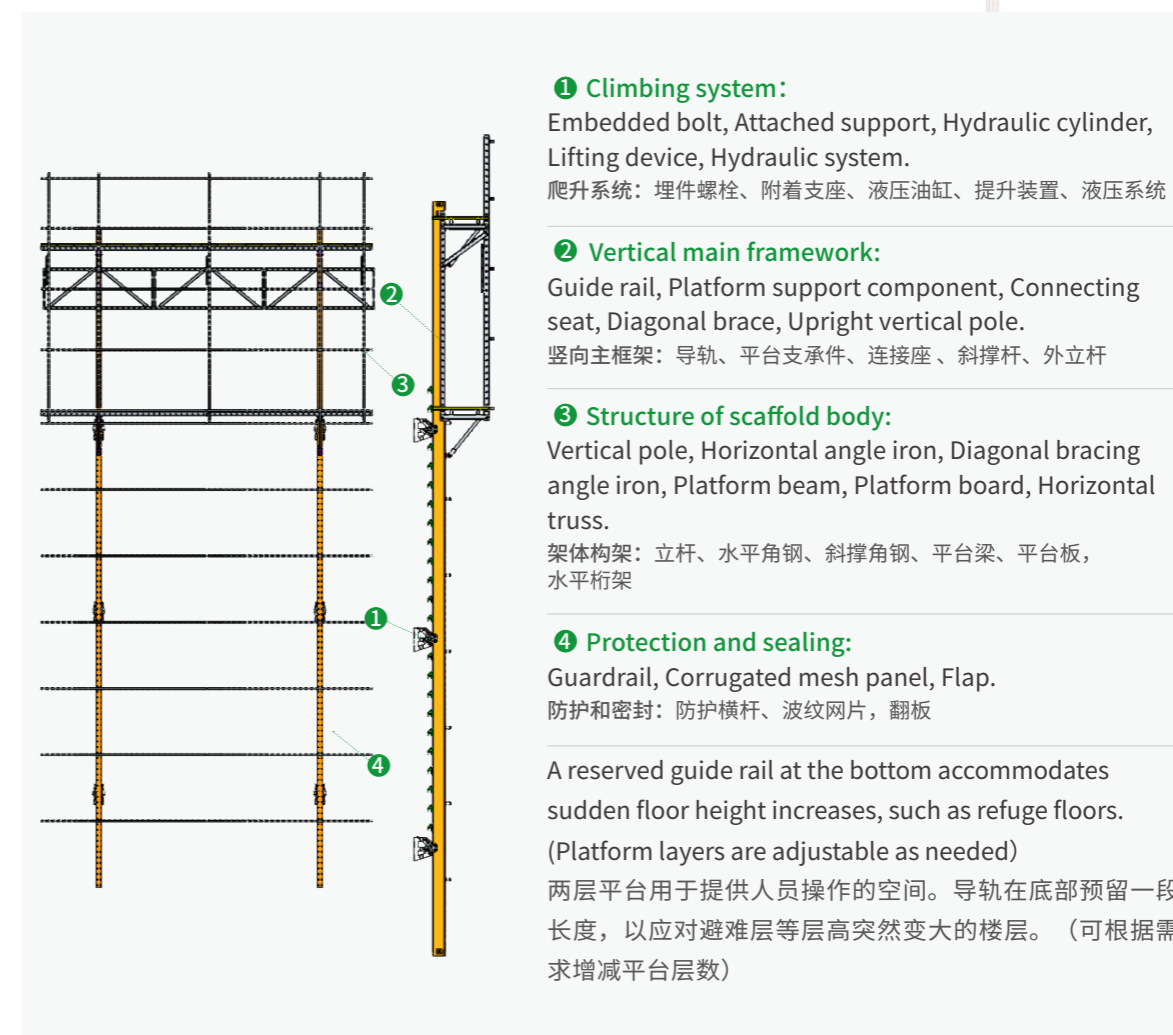 ❶ Climbing system：
Embedded bolt, Attached support, Hydraulic cylinder,
Lifting device, Hydraulic system.
爬升系统：埋件螺栓、附着支座、液压油缸、提升装置、液压系统
❷ Vertical main framework:
Guide rail, Platform support component, Connecting
seat, Diagonal brace, Upright vertical pole.
竖向主框架：导轨、平台支承件、连接座 、斜撑杆、外立杆
❸ Structure of scaffold body:
Vertical pole, Horizontal angle iron, Diagonal bracing
angle iron, Platform beam, Platform board, Horizontal
truss.
架体构架：立杆、水平角钢、斜撑角钢、平台梁、平台板，
水平桁架
❹ Protection and sealing:
Guardrail, Corrugated mesh panel, Flap.
防护和密封：防护横杆、波纹网片，翻板
A reserved guide rail at the bottom accommodates
sudden floor height increases, such as refuge floors.
(Platform layers are adjustable as needed）
两层平台用于提供人员操作的空间。导轨在底部预留一段
长度，以应对避难层等层高突然变大的楼层。（可根据需
求增减平台层数）
❷
❸
❶
❹